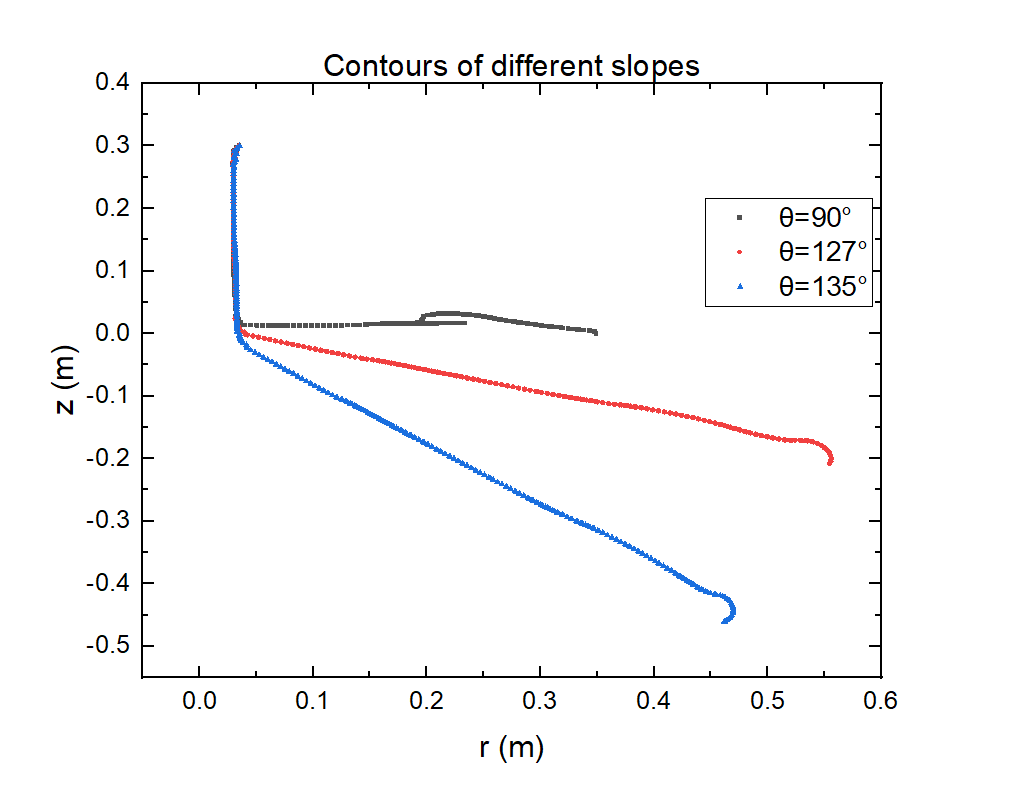 Contours of different slopes
0.4
0.3
0.2
0.1
0.0
-0.1
-0.2
-0.3
-0.4
-0.5
z (m)
θ=90°
θ=127°
θ=135°
0.0 0.1 0.2 0.3 0.4 0.5 0.6
r (m)